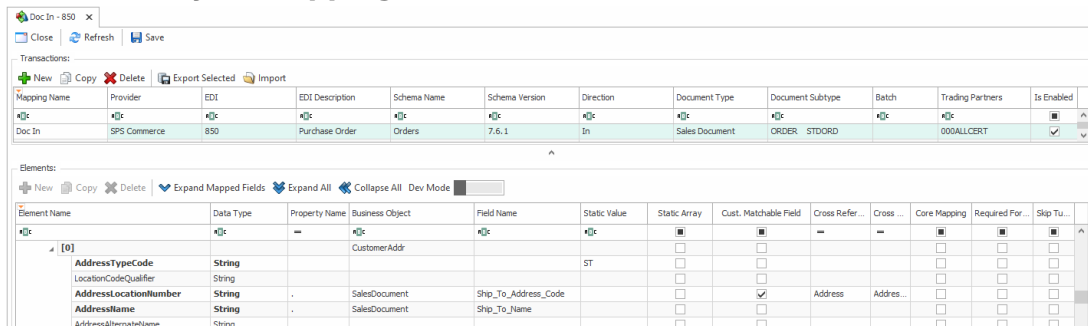 Doc In - 850 ×
Close Refresh Save
Transactions:
New Copy Delete Export Selected Import
Mapping Name Provider EDI EDI Description Schema Name Schema Version Direction Document Type Document Subtype Batch Trading Partners Is Enabled
Doc In SPS Commerce 850 Purchase Order Orders 7.6.1 In Sales Document ORDER STDORD 000ALLCERT
Elements:
New Copy Delete Expand Mapped Fields Expand All Collapse All Dev Mode
Element Name Data Type Property Name Business Object Field Name Static Value Static Array Cust. Matchable Field Cross Refer... Cross ... Core Mapping Required For... Skip Tu...
[0] CustomerAddr
AddressTypeCode String ST
LocationCodeQualifier String
AddressLocationNumber String . SalesDocument Ship_To_Address_Code Address Addres...
AddressName String . SalesDocument Ship_To_Name
AddressAlternateName String